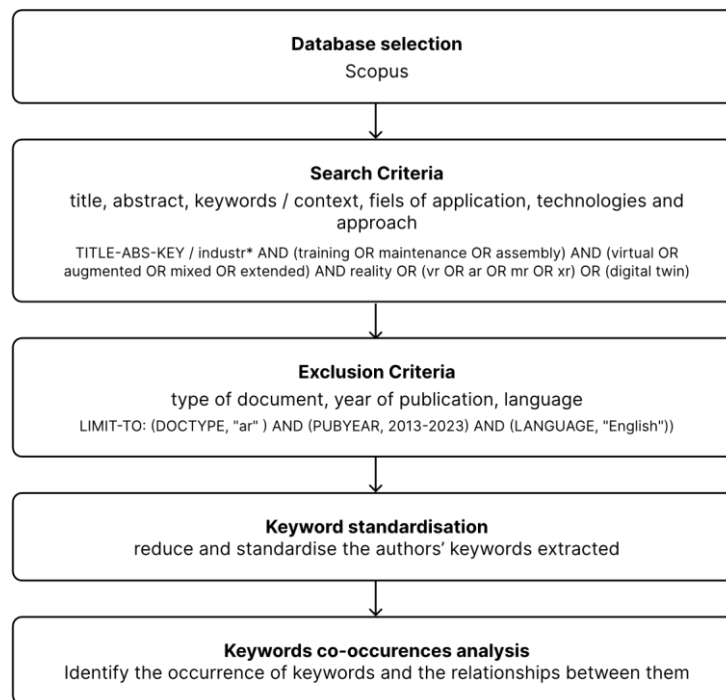 Database selection
Scopus
Search Criteria
title, abstract, keywords / context, fiels of application, technologies and
approach
TITLE-ABS-KEY / industr* AND (training OR maintenance OR assembly) AND (virtual OR
augmented OR mixed OR extended) AND reality OR (vr OR ar OR mr OR xr) OR (digital twin)
Exclusion Criteria
type of document, year of publication, language
LIMIT-TO: (DOCTYPE, "ar" ) AND (PUBYEAR, 2013-2023) AND (LANGUAGE, "English"))
Keyword standardisation
reduce and standardise the authors' keywords extracted
Keywords co-occurences analysis
Identify the occurrence of keywords and the relationships between them